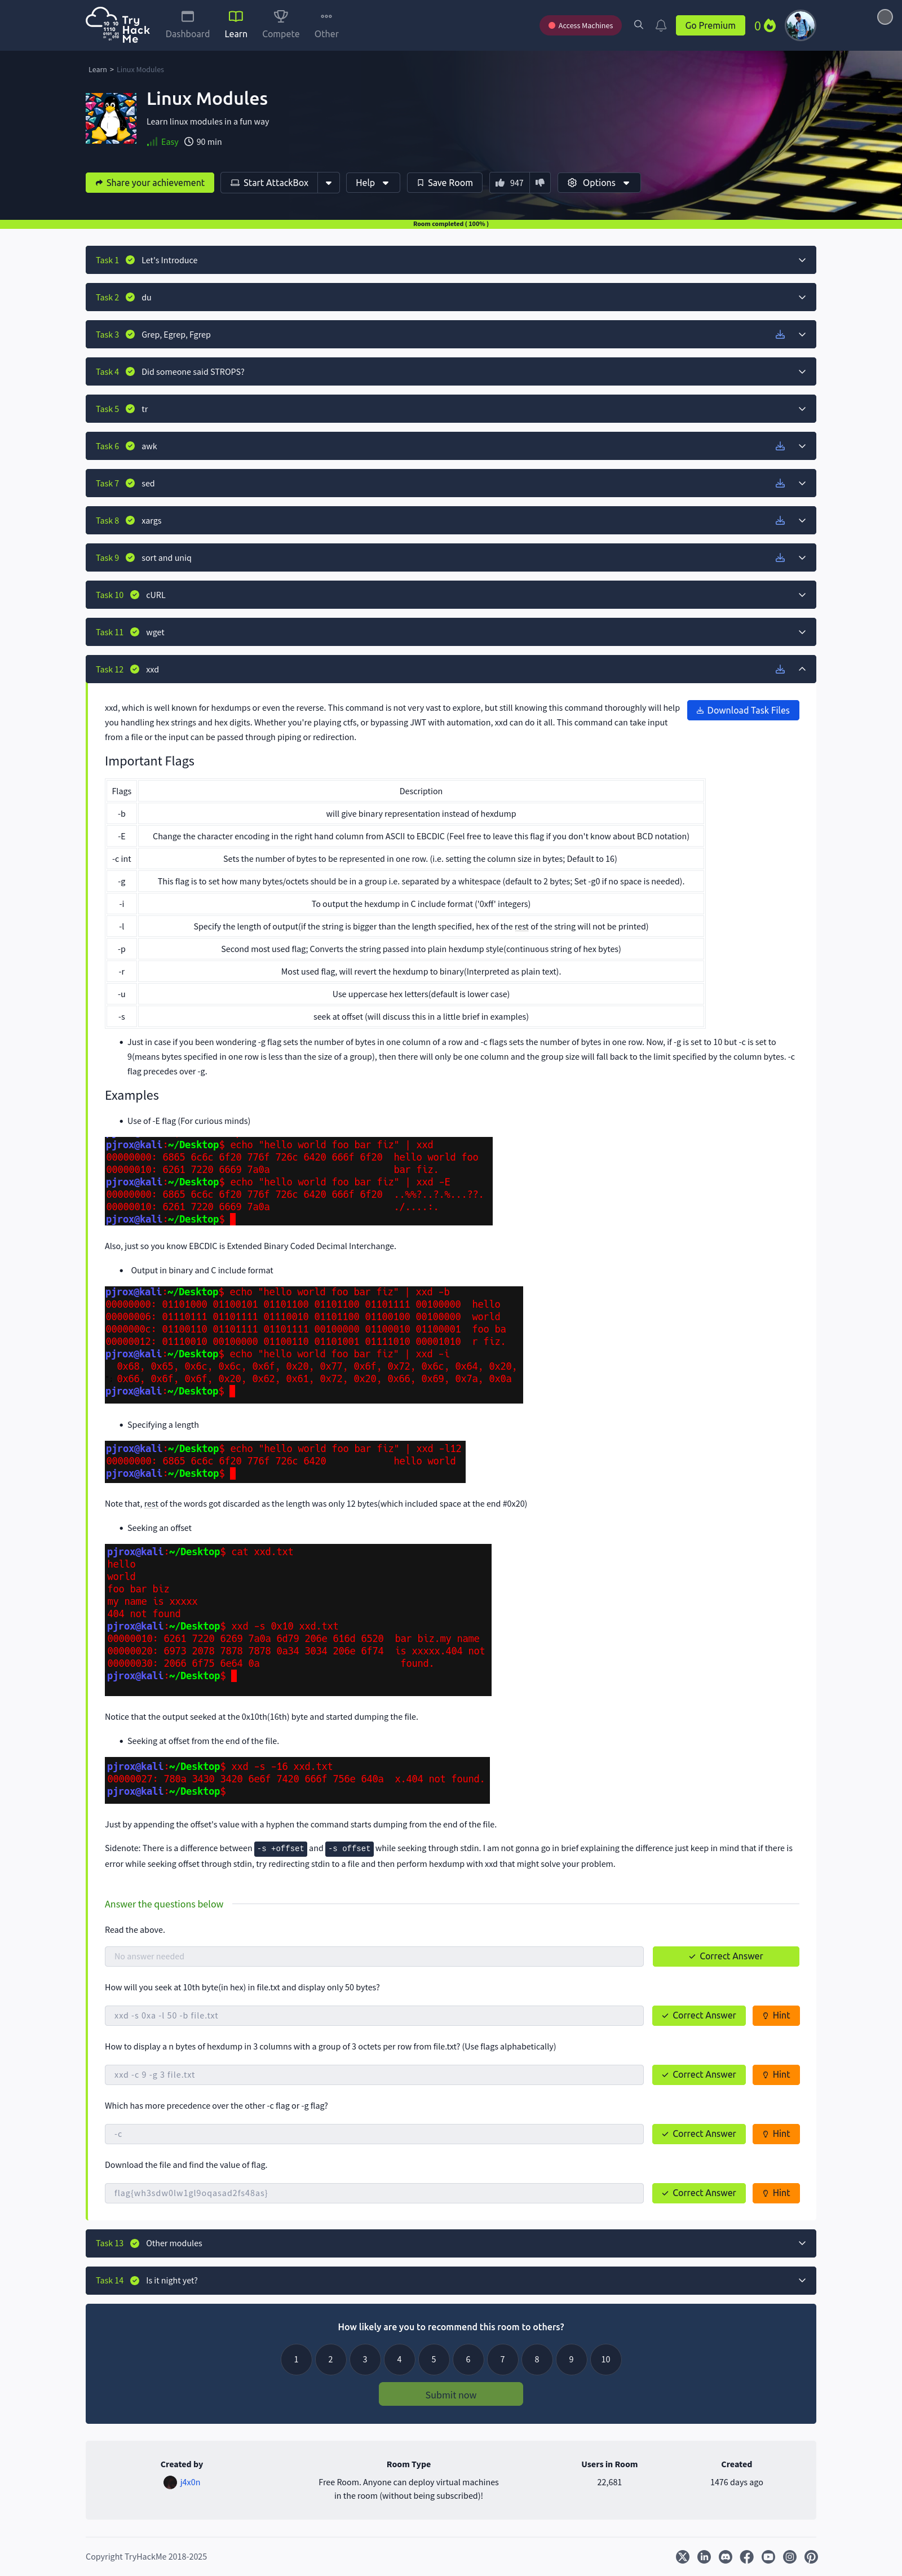 Try Hack Me
Dashboard
Learn
Compete
Other
Access Machines
Go Premium
0
Learn > Linux Modules
Linux Modules
Learn linux modules in a fun way
Easy 90 min
Share your achievement
Start AttackBox
Help
Save Room
947
Options
Room completed ( 100% )
Task 1 Let's Introduce
Task 2 du
Task 3 Grep, Egrep, Fgrep
Task 4 Did someone said STROPS?
Task 5 tr
Task 6 awk
Task 7 sed
Task 8 xargs
Task 9 sort and uniq
Task 10 cURL
Task 11 wget
Task 12 xxd
xxd, which is well known for hexdumps or even the reverse. This command is not very vast to explore, but still knowing this command thoroughly will help
you handling hex strings and hex digits. Whether you're playing ctfs, or bypassing JWT with automation, xxd can do it all. This command can take input
from a file or the input can be passed through piping or redirection.
Download Task Files
Important Flags
Flags Description
-b will give binary representation instead of hexdump
-E Change the character encoding in the right hand column from ASCII to EBCDIC (Feel free to leave this flag if you don't know about BCD notation)
-c int Sets the number of bytes to be represented in one row. (i.e. setting the column size in bytes; Default to 16)
-g This flag is to set how many bytes/octets should be in a group i.e. separated by a whitespace (default to 2 bytes; Set -g0 if no space is needed).
-i To output the hexdump in C include format ('0xff' integers)
-l Specify the length of output(if the string is bigger than the length specified, hex of the rest of the string will not be printed)
-p Second most used flag; Converts the string passed into plain hexdump style(continuous string of hex bytes)
-r Most used flag, will revert the hexdump to binary(Interpreted as plain text).
-u Use uppercase hex letters(default is lower case)
-s seek at offset (will discuss this in a little brief in examples)
• Just in case if you been wondering -g flag sets the number of bytes in one column of a row and -c flags sets the number of bytes in one row. Now, if -g is set to 10 but -c is set to
9(means bytes specified in one row is less than the size of a group), then there will only be one column and the group size will fall back to the limit specified by the column bytes. -c
flag precedes over -g.
Examples
• Use of -E flag (For curious minds)
pjrox@kali:~/Desktop$ echo "hello world foo bar fiz" | xxd
00000000: 6865 6c6c 6f20 776f 726c 6420 666f 6f20 hello world foo
00000010: 6261 7220 6669 7a0a bar fiz.
pjrox@kali:~/Desktop$ echo "hello world foo bar fiz" | xxd -E
00000000: 6865 6c6c 6f20 776f 726c 6420 666f 6f20 ..%%?..?.%...??.
00000010: 6261 7220 6669 7a0a ./....:.
pjrox@kali:~/Desktop$
Also, just so you know EBCDIC is Extended Binary Coded Decimal Interchange.
• Output in binary and C include format
pjrox@kali:~/Desktop$ echo "hello world foo bar fiz" | xxd -b
00000000: 01101000 01100101 01101100 01101100 01101111 00100000 hello
00000006: 01110111 01101111 01110010 01101100 01100100 00100000 world
0000000c: 01100110 01101111 01101111 00100000 01100010 01100001 foo ba
00000012: 01110010 00100000 01100110 01101001 01111010 00001010 r fiz.
pjrox@kali:~/Desktop$ echo "hello world foo bar fiz" | xxd -i
0x68, 0x65, 0x6c, 0x6c, 0x6f, 0x20, 0x77, 0x6f, 0x72, 0x6c, 0x64, 0x20,
0x66, 0x6f, 0x6f, 0x20, 0x62, 0x61, 0x72, 0x20, 0x66, 0x69, 0x7a, 0x0a
pjrox@kali:~/Desktop$
• Specifying a length
pjrox@kali:~/Desktop$ echo "hello world foo bar fiz" | xxd -l12
00000000: 6865 6c6c 6f20 776f 726c 6420 hello world
pjrox@kali:~/Desktop$
Note that, rest of the words got discarded as the length was only 12 bytes(which included space at the end #0x20)
• Seeking an offset
pjrox@kali:~/Desktop$ cat xxd.txt
hello
world
foo bar biz
my name is xxxxx
404 not found
pjrox@kali:~/Desktop$ xxd -s 0x10 xxd.txt
00000010: 6261 7220 6269 7a0a 6d79 206e 616d 6520 bar biz.my name
00000020: 6973 2078 7878 7878 0a34 3034 206e 6f74 is xxxxx.404 not
00000030: 2066 6f75 6e64 0a found.
pjrox@kali:~/Desktop$
Notice that the output seeked at the 0x10th(16th) byte and started dumping the file.
• Seeking at offset from the end of the file.
pjrox@kali:~/Desktop$ xxd -s -16 xxd.txt
00000027: 780a 3430 3420 6e6f 7420 666f 756e 640a x.404 not found.
pjrox@kali:~/Desktop$
Just by appending the offset's value with a hyphen the command starts dumping from the end of the file.
Sidenote: There is a difference between -s +offset and -s offset while seeking through stdin. I am not gonna go in brief explaining the difference just keep in mind that if there is
error while seeking offset through stdin, try redirecting stdin to a file and then perform hexdump with xxd that might solve your problem.
Answer the questions below
Read the above.
No answer needed
Correct Answer
How will you seek at 10th byte(in hex) in file.txt and display only 50 bytes?
xxd -s 0xa -l 50 -b file.txt
Correct Answer
Hint
How to display a n bytes of hexdump in 3 columns with a group of 3 octets per row from file.txt? (Use flags alphabetically)
xxd -c 9 -g 3 file.txt
Correct Answer
Hint
Which has more precedence over the other -c flag or -g flag?
-c
Correct Answer
Hint
Download the file and find the value of flag.
flag{wh3sdw0lw1gl9oqasad2fs48as}
Correct Answer
Hint
Task 13 Other modules
Task 14 Is it night yet?
How likely are you to recommend this room to others?
1 2 3 4 5 6 7 8 9 10
Submit now
Created by
j4x0n
Room Type
Free Room. Anyone can deploy virtual machines
in the room (without being subscribed)!
Users in Room
22,681
Created
1476 days ago
Copyright TryHackMe 2018-2025